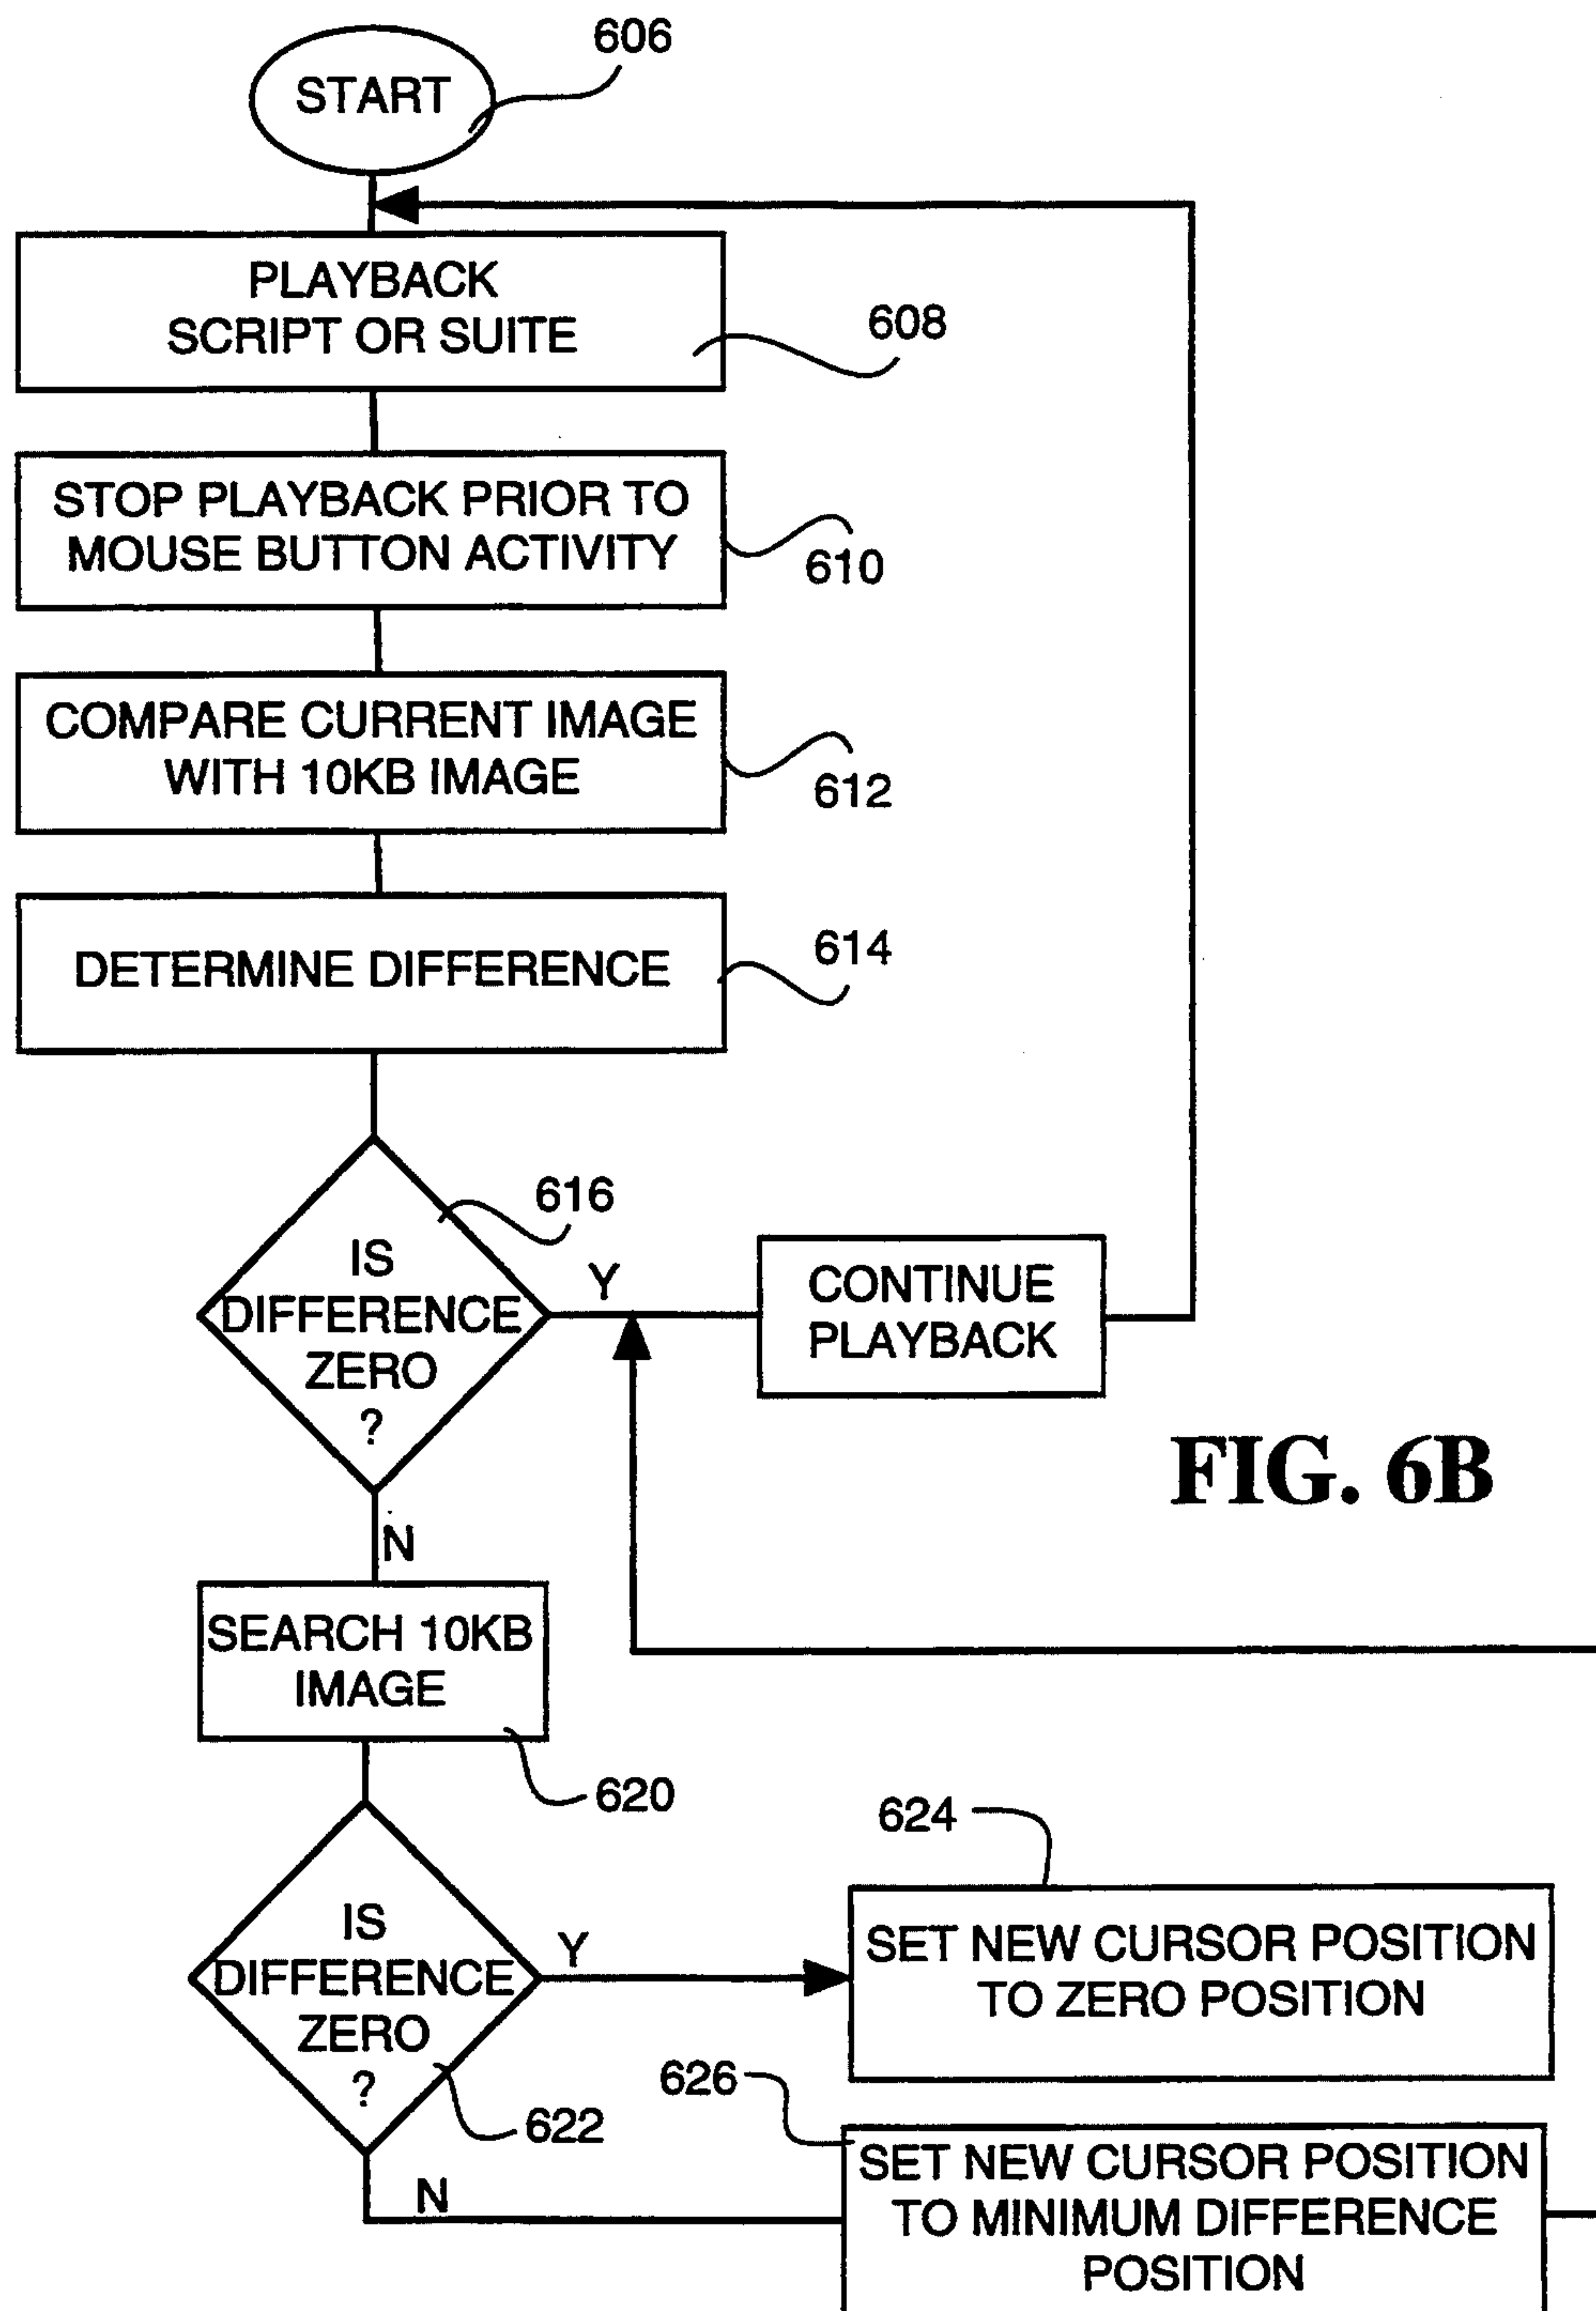 START
606
PLAYBACK
SCRIPT OR SUITE
608
STOP PLAYBACK PRIOR TO
MOUSE BUTTON ACTIVITY
610
COMPARE CURRENT IMAGE
WITH 10KB IMAGE
612
DETERMINE DIFFERENCE
614
616
IS
DIFFERENCE
ZERO
?
Y
CONTINUE
PLAYBACK
FIG. 6B
N
SEARCH 10KB
IMAGE
620
624
IS
DIFFERENCE
ZERO
?
Y
SET NEW CURSOR POSITION
TO ZERO POSITION
622
626
N
SET NEW CURSOR POSITION
TO MINIMUM DIFFERENCE
POSITION